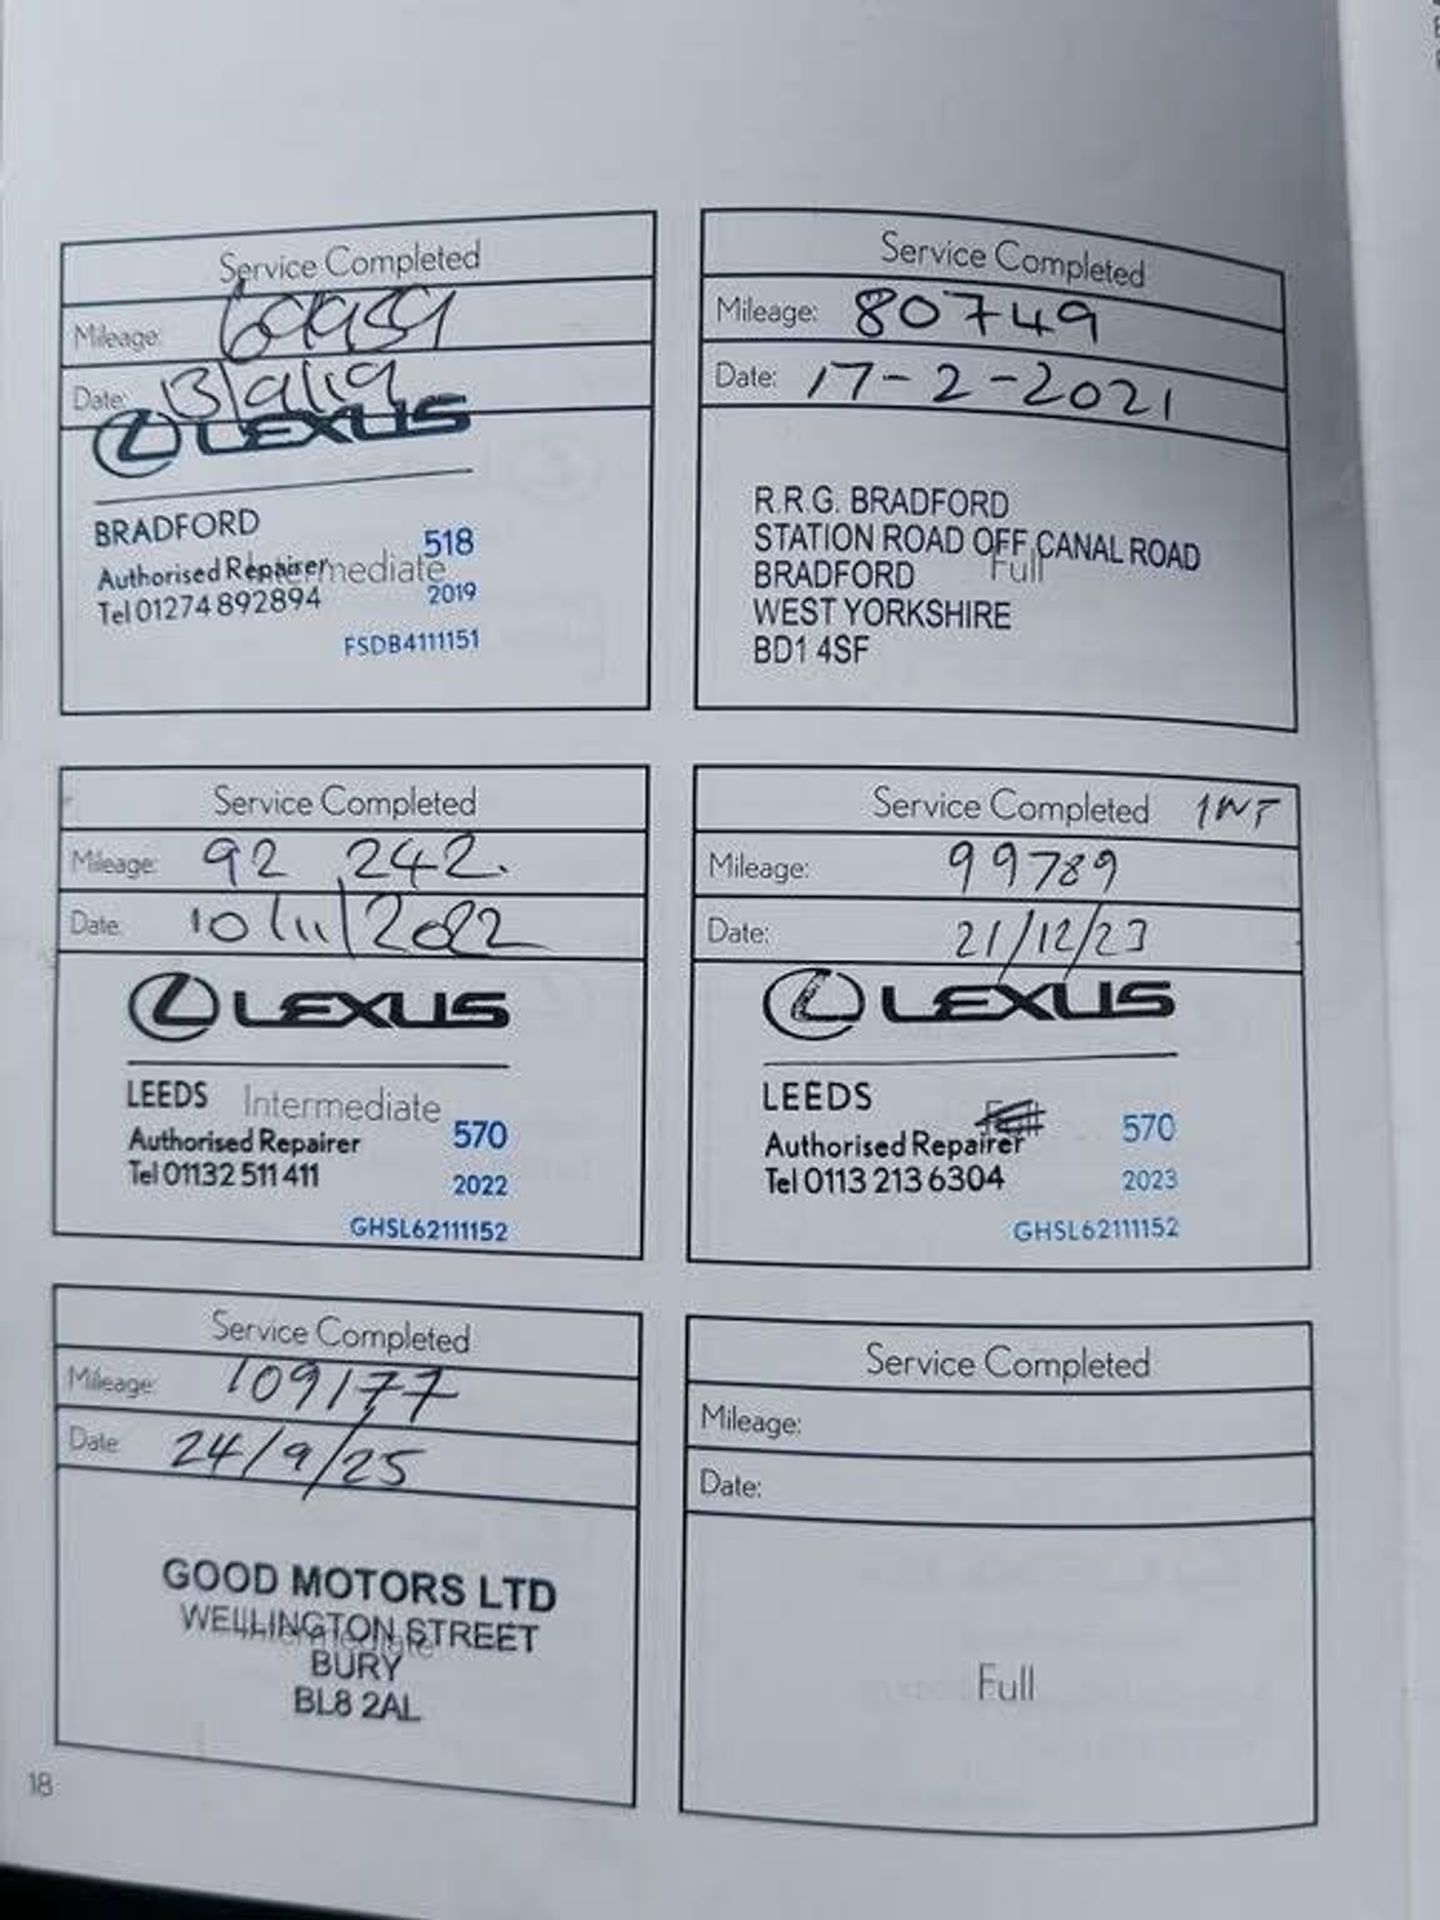 Service Completed
Mileage:
Date: 13/9/19
LEXUS
BRADFORD
518
Authorised Repairer
Intermediate
2019
Tel 01274 892894
FSDB4111151
Service Completed
Mileage: 80749
Date: 17-2-2021
R.R.G. BRADFORD
STATION ROAD OFF CANAL ROAD
BRADFORD
Full
WEST YORKSHIRE
BD1 4SF
Service Completed
Mileage: 92 242.
Date: 10/11/2022
LEXUS
LEEDS
Intermediate
570
Authorised Repairer
Tel 01132 511 411
2022
GHSL62111152
Service Completed INT
Mileage: 99789
Date: 21/12/23
LEXUS
LEEDS
Full
570
Authorised Repairer
Tel 0113 213 6304
2023
GHSL62111152
Service Completed
Mileage: 109177
Date: 24/9/25
GOOD MOTORS LTD
WELLINGTON STREET
Intermediate
BURY
BL8 2AL
Service Completed
Mileage:
Date:
Full
18